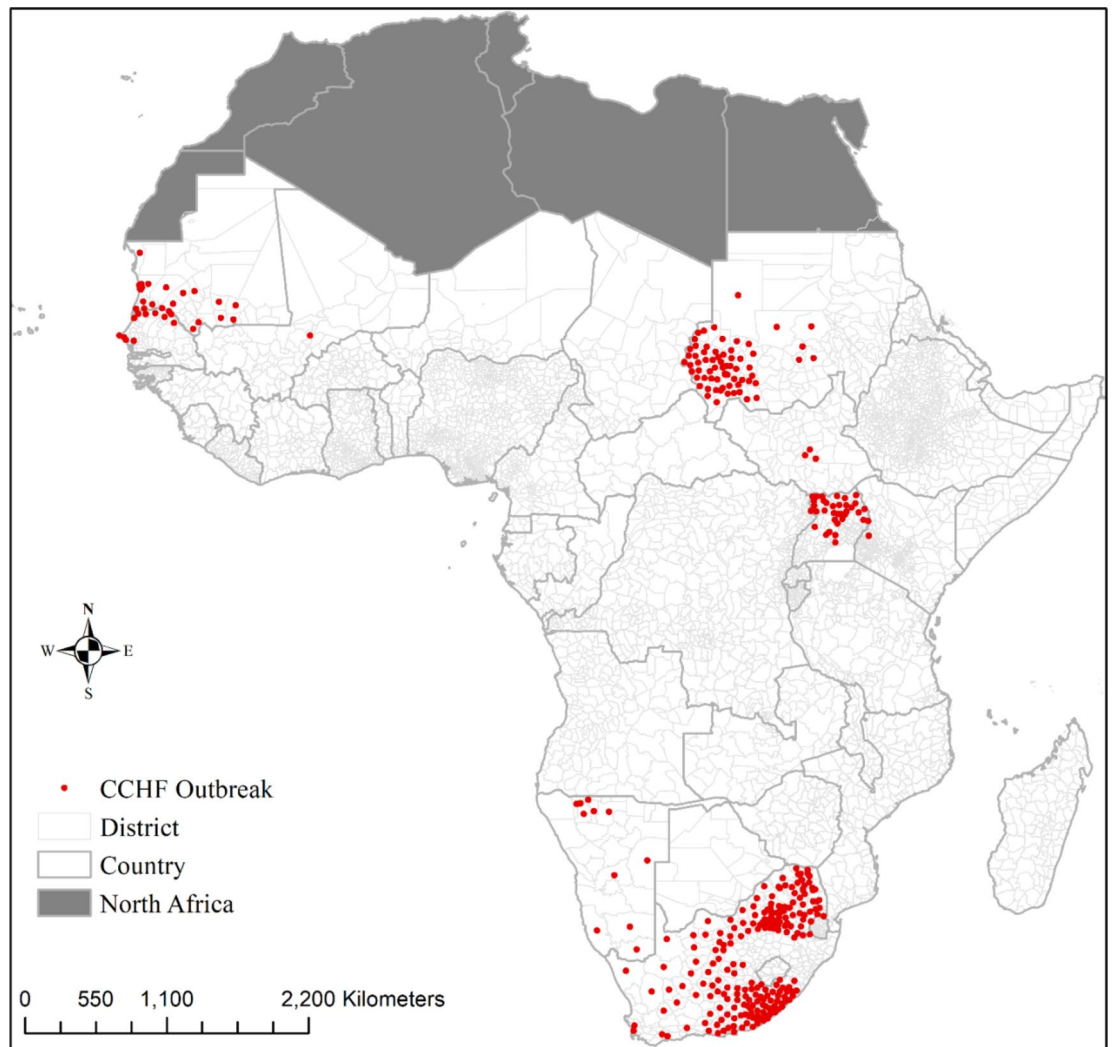 N
W E
S
CCHF Outbreak
District
Country
North Africa
0 550 1,100 2,200 Kilometers